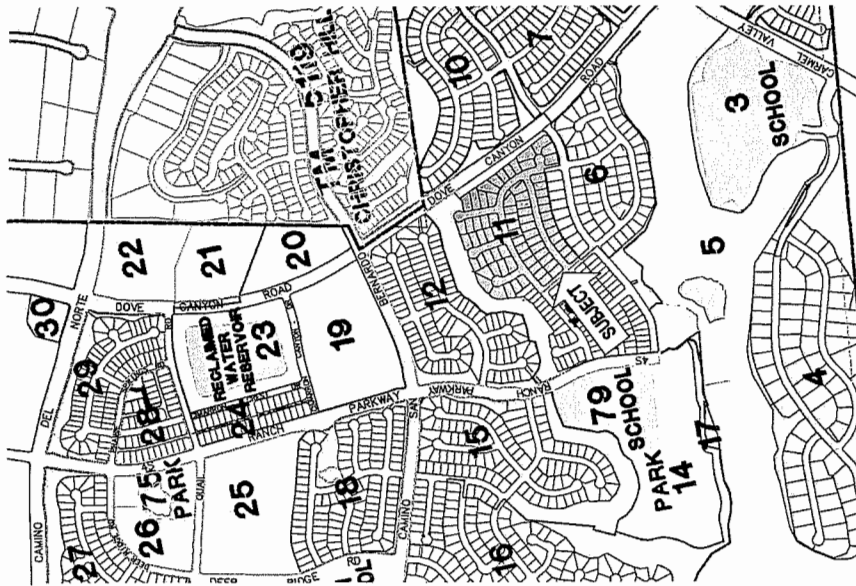 30
22
21
20
DEL
NORTE
DOVE
CANYON
ROAD
29
28
RECLAIMED
WATER
RESERVOIR
23
24
19
CAMINO
27
26
75
PARK
QUAIL
25
RANCH
PARKWAY
18
CAMINO
SAN
BERNARDO
TM 5119
CHRISTOPHER HILL
10
7
DOVE
CANYON
ROAD
12
11
6
SUBJECT
PARKWAY
RANCH
4S
15
16
79
SCHOOL
PARK
14
17
3
SCHOOL
CARMEL
VALLEY
5
4